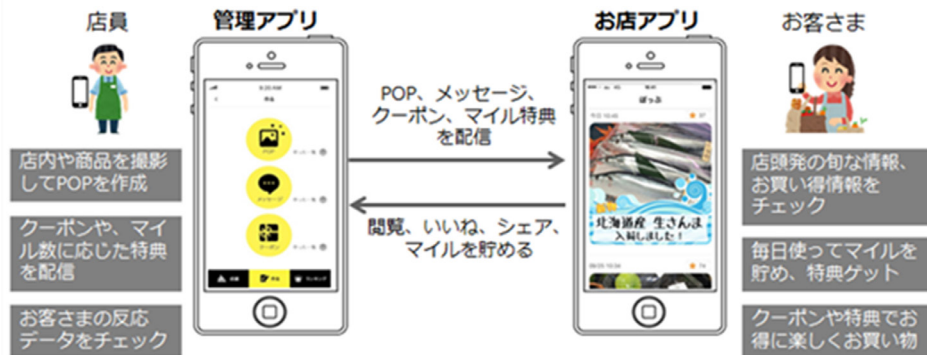 店員
管理アプリ
お店アプリ
お客さま
9:20 AM
作成
POP
メッセージ
クーポン
POP、メッセージ、
クーポン、マイル特典
を配信
閲覧、いいね、シェア、
マイルを貯める
ぽっぷ
北海道産 生さんま
入荷しました！
店内や商品を撮影
してPOPを作成
クーポンや、マイ
ル数に応じた特典
を配信
お客さまの反応
データをチェック
店頭発の旬な情報、
お買い得情報を
チェック
毎日使ってマイルを
貯め、特典ゲット
クーポンや特典でお
得に楽しくお買い物